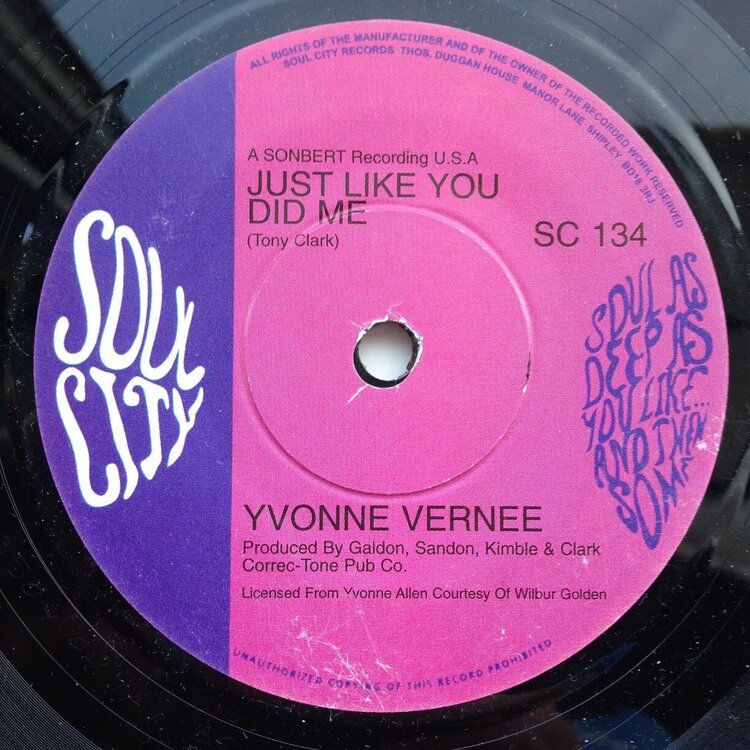 ALL RIGHTS OF THE MANUFACTURER AND OF THE OWNER OF THE RECORDED WORK RESERVED
SOUL CITY RECORDS THOS. DUGGAN HOUSE MANOR LANE SHIPLEY BD18 3RJ
A SONBERT Recording U.S.A
JUST LIKE YOU
DID ME
(Tony Clark)
SC 134
SOUL
CITY
SOUL AS
DEEP AS
YOU LIKE...
AND THEN
SOME
YVONNE VERNEE
Produced By Galdon, Sandon, Kimble & Clark
Correc-Tone Pub Co.
Licensed From Yvonne Allen Courtesy Of Wilbur Golden
UNAUTHORIZED COPYING OF THIS RECORD PROHIBITED